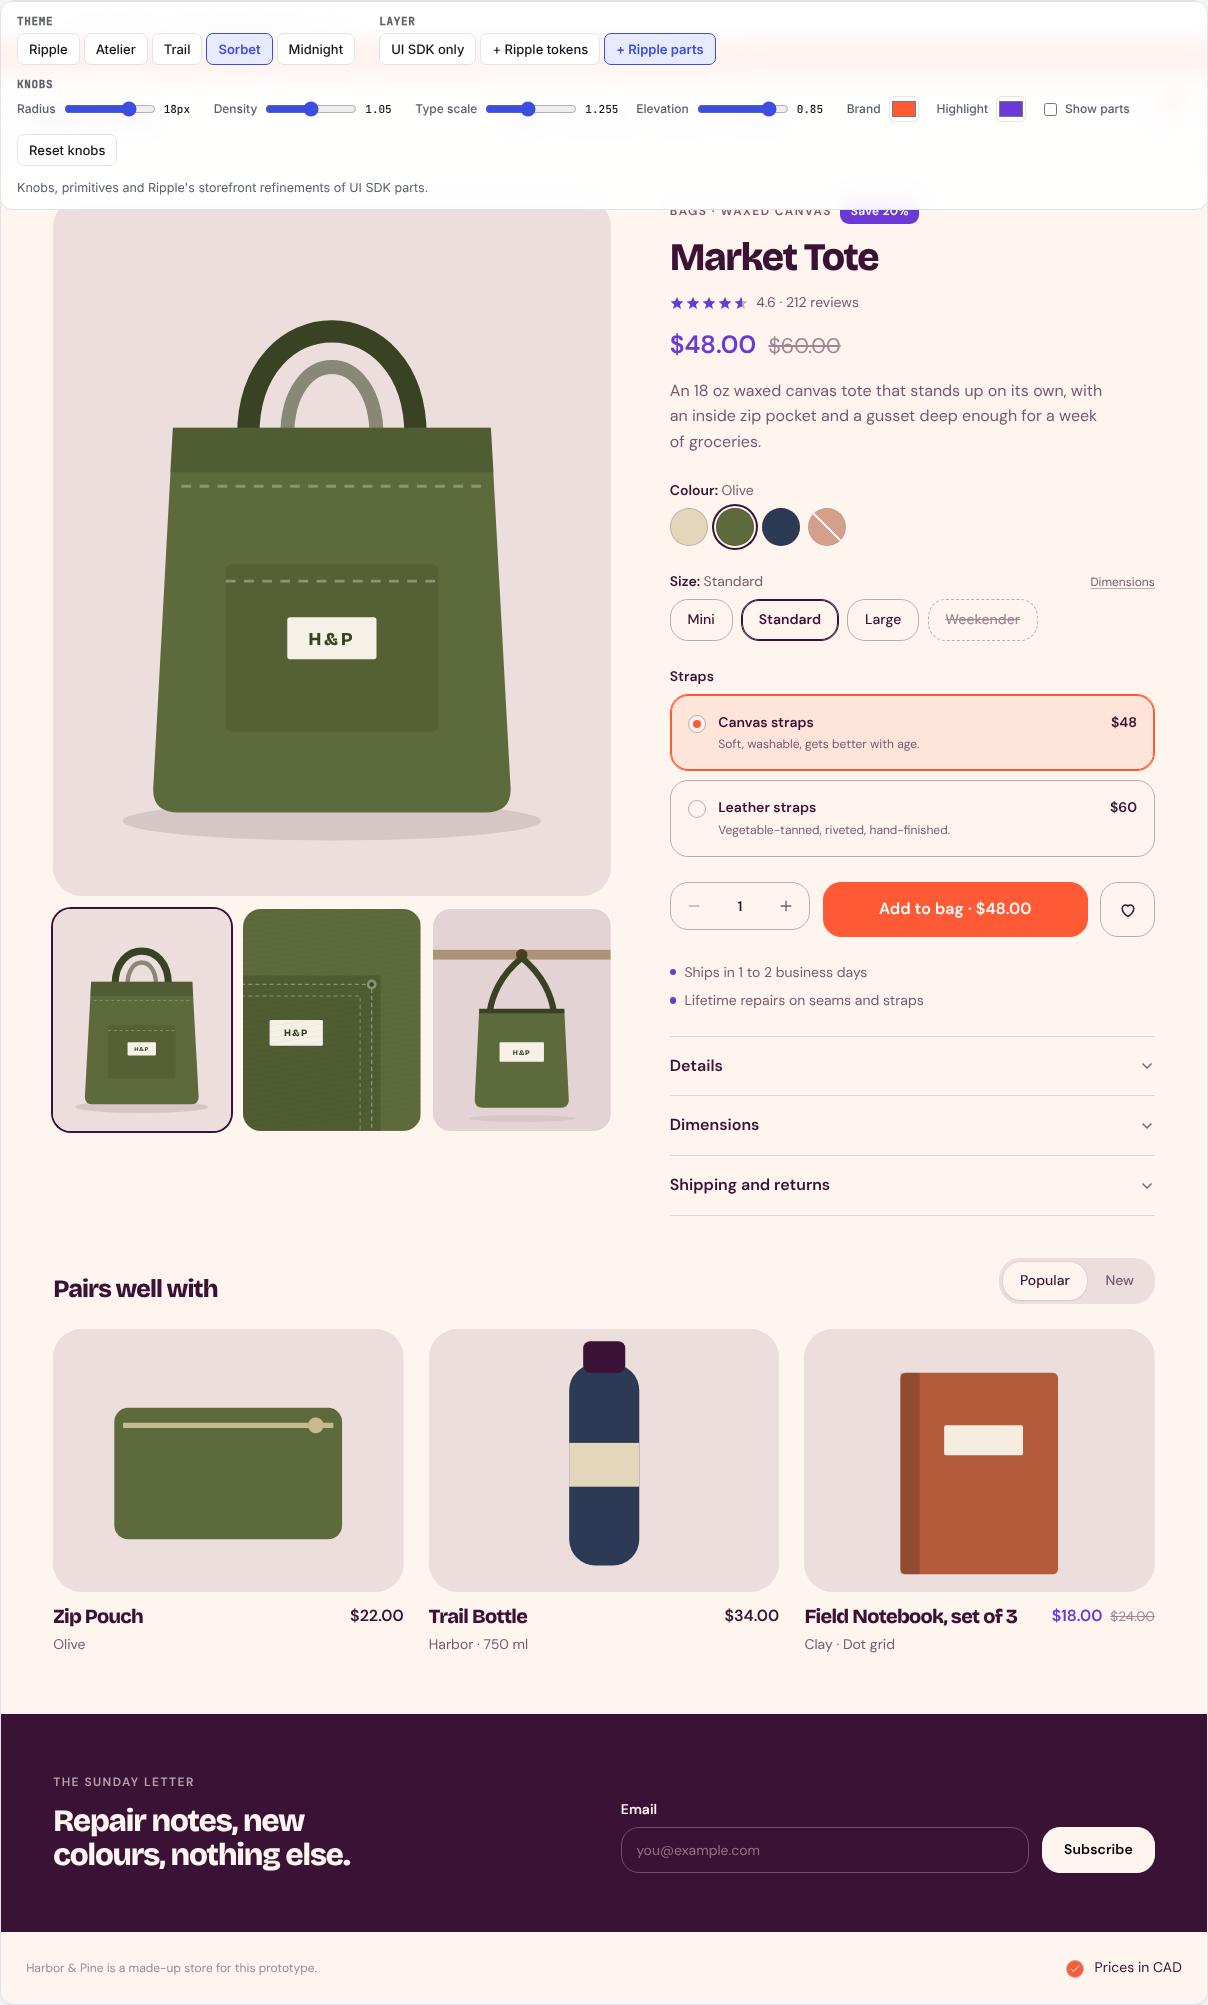 THEME
LAYER
Ripple
Atelier
Trail
Sorbet
Midnight
UI SDK only
+ Ripple tokens
+ Ripple parts
KNOBS
Radius
18px
Density
1.05
Type scale
1.255
Elevation
0.85
Brand
Highlight
Show parts
Reset knobs
Knobs, primitives and Ripple's storefront refinements of UI SDK parts.
BAGS · WAXED CANVAS
Save 20%
Market Tote
4.6 · 212 reviews
$48.00 $60.00
An 18 oz waxed canvas tote that stands up on its own, with
an inside zip pocket and a gusset deep enough for a week
of groceries.
Colour: Olive
Size: Standard
Dimensions
Mini
Standard
Large
Weekender
Straps
Canvas straps
$48
Soft, washable, gets better with age.
Leather straps
$60
Vegetable-tanned, riveted, hand-finished.
1
Add to bag · $48.00
Ships in 1 to 2 business days
Lifetime repairs on seams and straps
Details
Dimensions
Shipping and returns
H&P
H&P
H&P
H&P
Pairs well with
Popular
New
Zip Pouch
$22.00
Olive
Trail Bottle
$34.00
Harbor · 750 ml
Field Notebook, set of 3
$18.00 $24.00
Clay · Dot grid
THE SUNDAY LETTER
Repair notes, new
colours, nothing else.
Email
you@example.com
Subscribe
Harbor & Pine is a made-up store for this prototype.
Prices in CAD